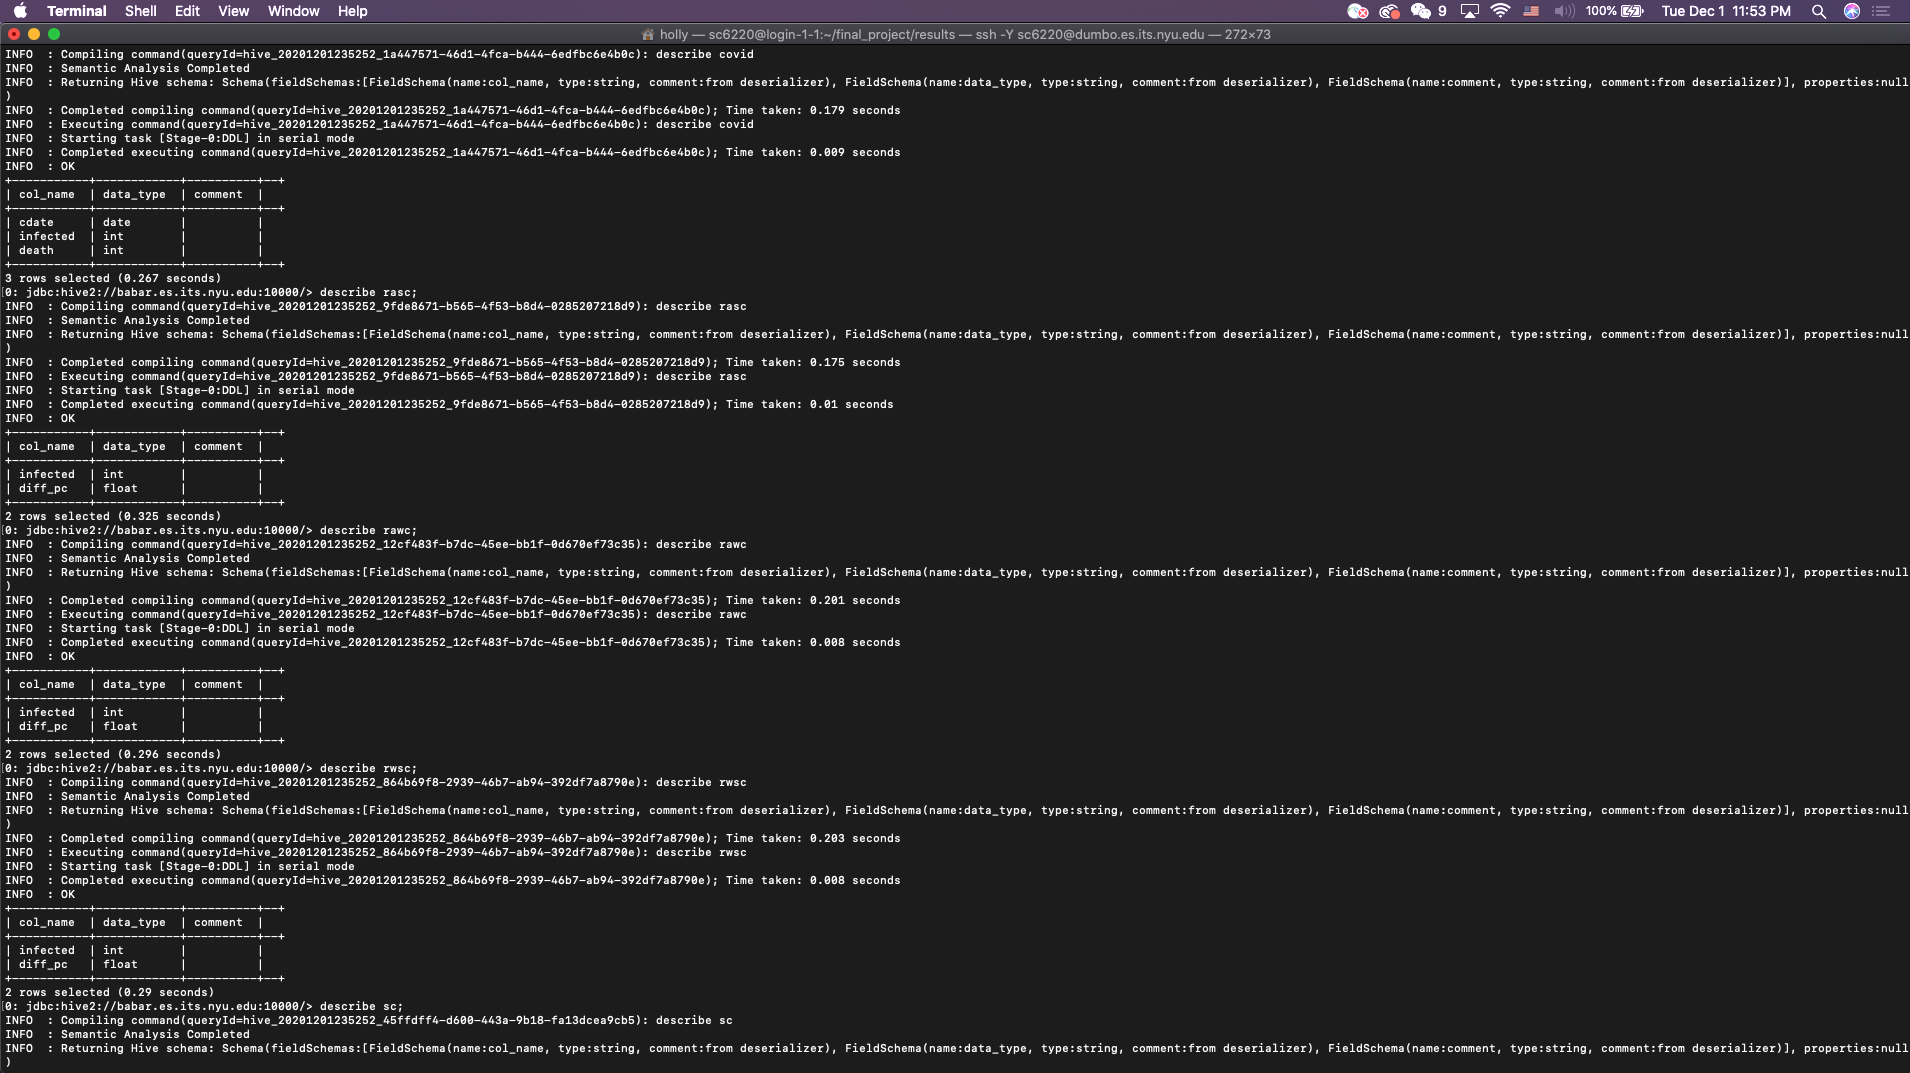 Terminal Shell Edit View Window Help 9 100% Tue Dec 1 11:53 PM
holly — sc6220@login-1-1:~/final_project/results — ssh -Y sc6220@dumbo.es.its.nyu.edu — 272×73
INFO  : Compiling command(queryId=hive_20201201235252_1a447571-46d1-4fca-b444-6edfbc6e4b0c): describe covid
INFO  : Semantic Analysis Completed
INFO  : Returning Hive schema: Schema(fieldSchemas:[FieldSchema(name:col_name, type:string, comment:from deserializer), FieldSchema(name:data_type, type:string, comment:from deserializer), FieldSchema(name:comment, type:string, comment:from deserializer)], properties:null
)
INFO  : Completed compiling command(queryId=hive_20201201235252_1a447571-46d1-4fca-b444-6edfbc6e4b0c); Time taken: 0.179 seconds
INFO  : Executing command(queryId=hive_20201201235252_1a447571-46d1-4fca-b444-6edfbc6e4b0c): describe covid
INFO  : Starting task [Stage-0:DDL] in serial mode
INFO  : Completed executing command(queryId=hive_20201201235252_1a447571-46d1-4fca-b444-6edfbc6e4b0c); Time taken: 0.009 seconds
INFO  : OK
+-----------+------------+----------+--+
| col_name  | data_type  | comment  |
+-----------+------------+----------+--+
| cdate     | date       |          |
| infected  | int        |          |
| death     | int        |          |
+-----------+------------+----------+--+
3 rows selected (0.267 seconds)
[0: jdbc:hive2://babar.es.its.nyu.edu:10000/> describe rasc;
INFO  : Compiling command(queryId=hive_20201201235252_9fde8671-b565-4f53-b8d4-0285207218d9): describe rasc
INFO  : Semantic Analysis Completed
INFO  : Returning Hive schema: Schema(fieldSchemas:[FieldSchema(name:col_name, type:string, comment:from deserializer), FieldSchema(name:data_type, type:string, comment:from deserializer), FieldSchema(name:comment, type:string, comment:from deserializer)], properties:null
)
INFO  : Completed compiling command(queryId=hive_20201201235252_9fde8671-b565-4f53-b8d4-0285207218d9); Time taken: 0.175 seconds
INFO  : Executing command(queryId=hive_20201201235252_9fde8671-b565-4f53-b8d4-0285207218d9): describe rasc
INFO  : Starting task [Stage-0:DDL] in serial mode
INFO  : Completed executing command(queryId=hive_20201201235252_9fde8671-b565-4f53-b8d4-0285207218d9); Time taken: 0.01 seconds
INFO  : OK
+-----------+------------+----------+--+
| col_name  | data_type  | comment  |
+-----------+------------+----------+--+
| infected  | int        |          |
| diff_pc   | float      |          |
+-----------+------------+----------+--+
2 rows selected (0.325 seconds)
[0: jdbc:hive2://babar.es.its.nyu.edu:10000/> describe rawc;
INFO  : Compiling command(queryId=hive_20201201235252_12cf483f-b7dc-45ee-bb1f-0d670ef73c35): describe rawc
INFO  : Semantic Analysis Completed
INFO  : Returning Hive schema: Schema(fieldSchemas:[FieldSchema(name:col_name, type:string, comment:from deserializer), FieldSchema(name:data_type, type:string, comment:from deserializer), FieldSchema(name:comment, type:string, comment:from deserializer)], properties:null
)
INFO  : Completed compiling command(queryId=hive_20201201235252_12cf483f-b7dc-45ee-bb1f-0d670ef73c35); Time taken: 0.201 seconds
INFO  : Executing command(queryId=hive_20201201235252_12cf483f-b7dc-45ee-bb1f-0d670ef73c35): describe rawc
INFO  : Starting task [Stage-0:DDL] in serial mode
INFO  : Completed executing command(queryId=hive_20201201235252_12cf483f-b7dc-45ee-bb1f-0d670ef73c35); Time taken: 0.008 seconds
INFO  : OK
+-----------+------------+----------+--+
| col_name  | data_type  | comment  |
+-----------+------------+----------+--+
| infected  | int        |          |
| diff_pc   | float      |          |
+-----------+------------+----------+--+
2 rows selected (0.296 seconds)
[0: jdbc:hive2://babar.es.its.nyu.edu:10000/> describe rwsc;
INFO  : Compiling command(queryId=hive_20201201235252_864b69f8-2939-46b7-ab94-392df7a8790e): describe rwsc
INFO  : Semantic Analysis Completed
INFO  : Returning Hive schema: Schema(fieldSchemas:[FieldSchema(name:col_name, type:string, comment:from deserializer), FieldSchema(name:data_type, type:string, comment:from deserializer), FieldSchema(name:comment, type:string, comment:from deserializer)], properties:null
)
INFO  : Completed compiling command(queryId=hive_20201201235252_864b69f8-2939-46b7-ab94-392df7a8790e); Time taken: 0.203 seconds
INFO  : Executing command(queryId=hive_20201201235252_864b69f8-2939-46b7-ab94-392df7a8790e): describe rwsc
INFO  : Starting task [Stage-0:DDL] in serial mode
INFO  : Completed executing command(queryId=hive_20201201235252_864b69f8-2939-46b7-ab94-392df7a8790e); Time taken: 0.008 seconds
INFO  : OK
+-----------+------------+----------+--+
| col_name  | data_type  | comment  |
+-----------+------------+----------+--+
| infected  | int        |          |
| diff_pc   | float      |          |
+-----------+------------+----------+--+
2 rows selected (0.29 seconds)
[0: jdbc:hive2://babar.es.its.nyu.edu:10000/> describe sc;
INFO  : Compiling command(queryId=hive_20201201235252_45ffdff4-d600-443a-9b18-fa13dcea9cb5): describe sc
INFO  : Semantic Analysis Completed
INFO  : Returning Hive schema: Schema(fieldSchemas:[FieldSchema(name:col_name, type:string, comment:from deserializer), FieldSchema(name:data_type, type:string, comment:from deserializer), FieldSchema(name:comment, type:string, comment:from deserializer)], properties:null
)